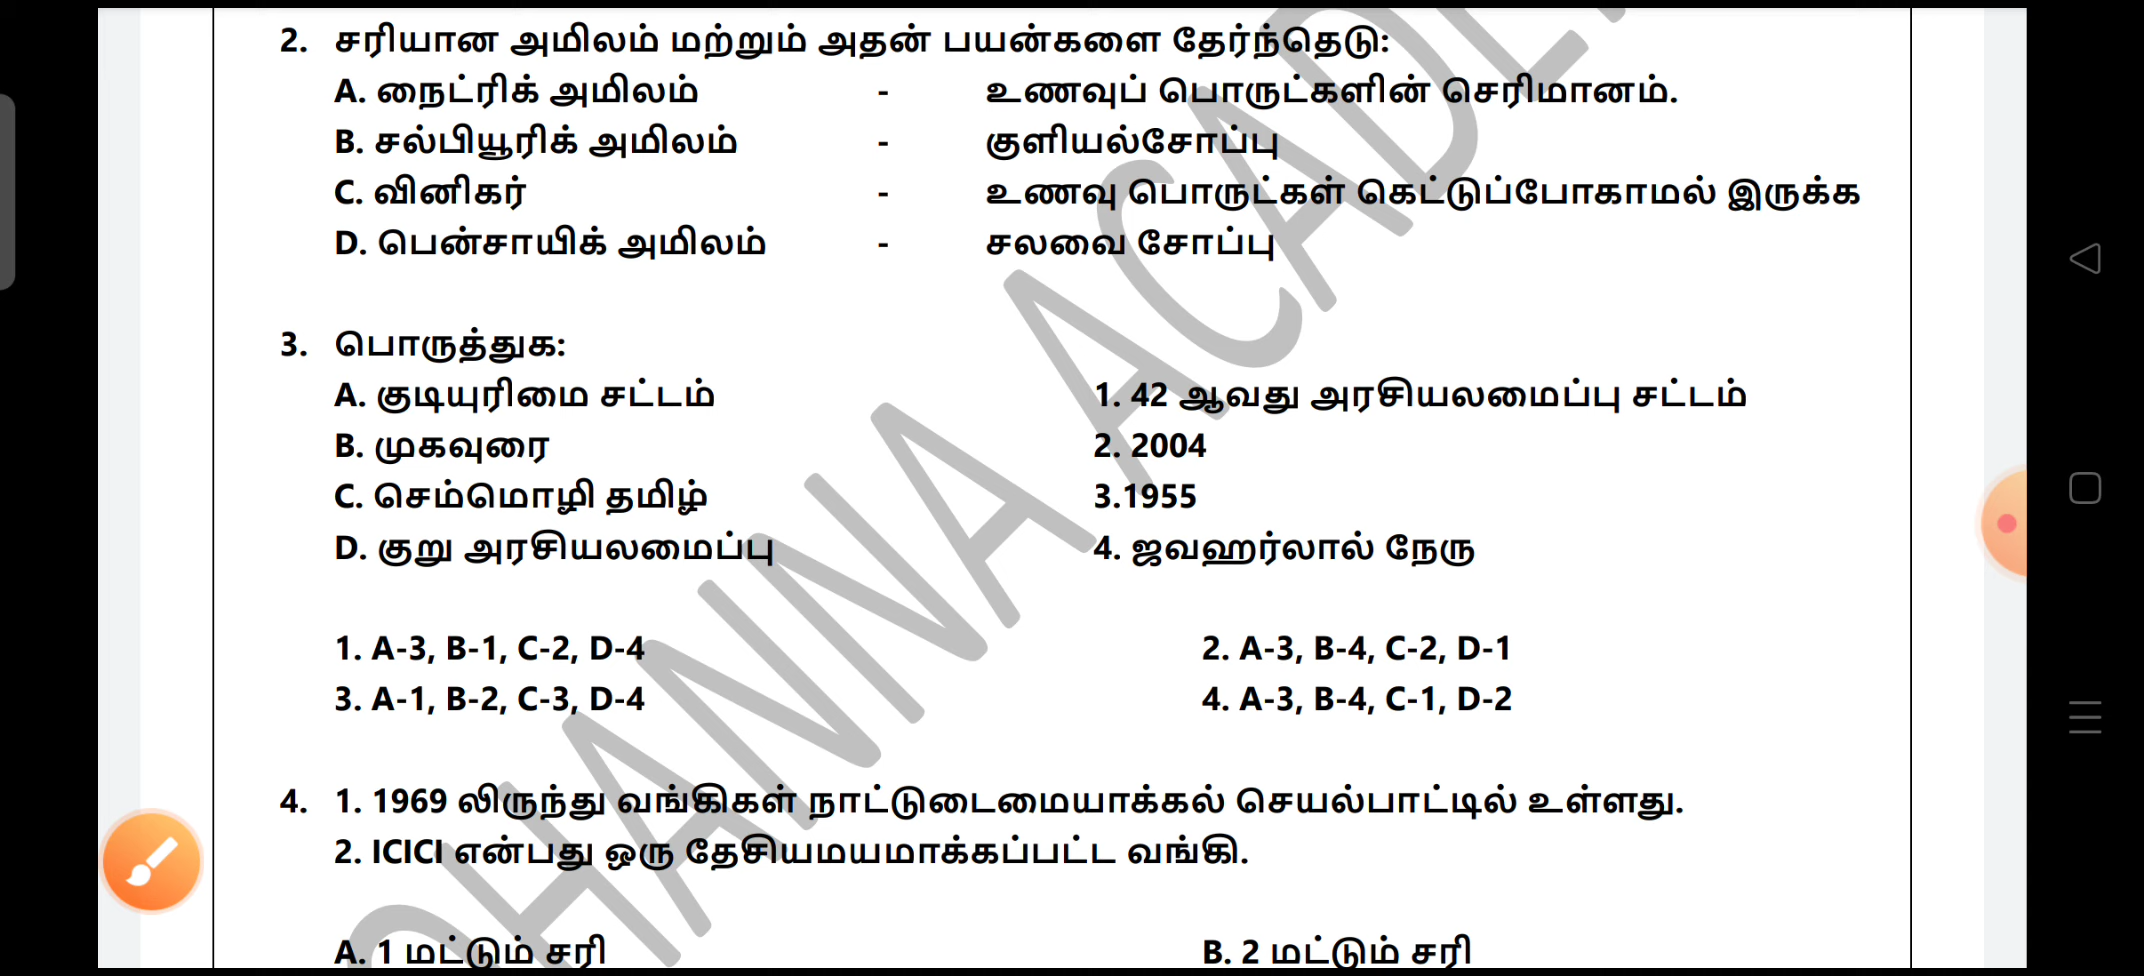 2. சரியான அமிலம் மற்றும் அதன் பயன்களை தேர்ந்தெடு:
A. நைட்ரிக் அமிலம் - உணவுப் பொருட்களின் செரிமானம்.
B. சல்பியூரிக் அமிலம் - குளியல்சோப்பு
C. வினிகர் - உணவு பொருட்கள் கெட்டுப்போகாமல் இருக்க
D. பென்சாயிக் அமிலம் - சலவை சோப்பு
3. பொருத்துக:
A. குடியுரிமை சட்டம் 1. 42 ஆவது அரசியலமைப்பு சட்டம்
B. முகவுரை 2. 2004
C. செம்மொழி தமிழ் 3.1955
D. குறு அரசியலமைப்பு 4. ஜவஹர்லால் நேரு
1. A-3, B-1, C-2, D-4 2. A-3, B-4, C-2, D-1
3. A-1, B-2, C-3, D-4 4. A-3, B-4, C-1, D-2
4. 1. 1969 லிருந்து வங்கிகள் நாட்டுடைமையாக்கல் செயல்பாட்டில் உள்ளது.
2. ICICI என்பது ஒரு தேசியமயமாக்கப்பட்ட வங்கி.
A. 1 மட்டும் சரி B. 2 மட்டும் சரி